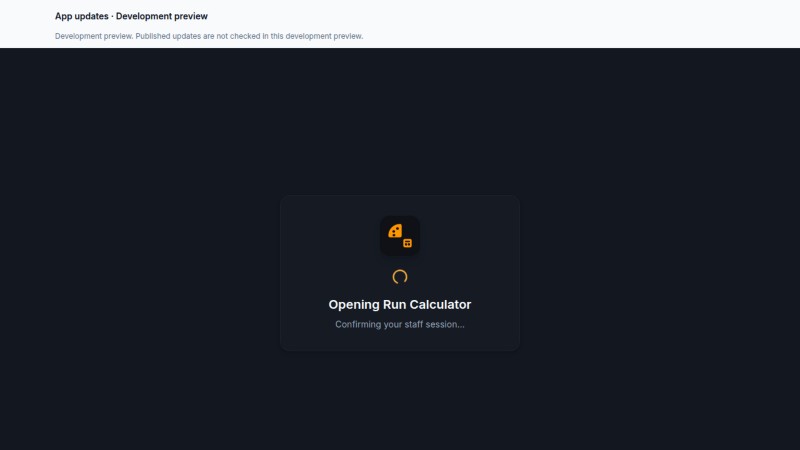 App updates · Development preview
Development preview. Published updates are not checked in this development preview.
Opening Run Calculator
Confirming your staff session...